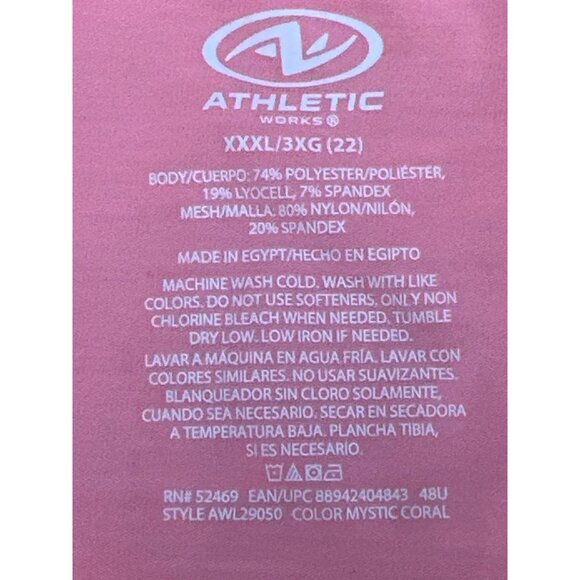 ATHLETIC
WORKS®
XXXL/3XG (22)
BODY/CUERPO: 74% POLYESTER/POLIÉSTER,
19% LYOCELL, 7% SPANDEX
MESH/MALLA: 80% NYLON/NILÓN,
20% SPANDEX
MADE IN EGYPT/HECHO EN EGIPTO
MACHINE WASH COLD. WASH WITH LIKE
COLORS. DO NOT USE SOFTENERS. ONLY NON
CHLORINE BLEACH WHEN NEEDED. TUMBLE
DRY LOW. LOW IRON IF NEEDED.
LAVAR A MÁQUINA EN AGUA FRÍA. LAVAR CON
COLORES SIMILARES. NO USAR SUAVIZANTES.
BLANQUEADOR SIN CLORO SOLAMENTE,
CUANDO SEA NECESARIO. SECAR EN SECADORA
A TEMPERATURA BAJA. PLANCHA TIBIA,
SI ES NECESARIO.
RN# 52469 EAN/UPC 88942404843 48U
STYLE AWL29050 COLOR MYSTIC CORAL